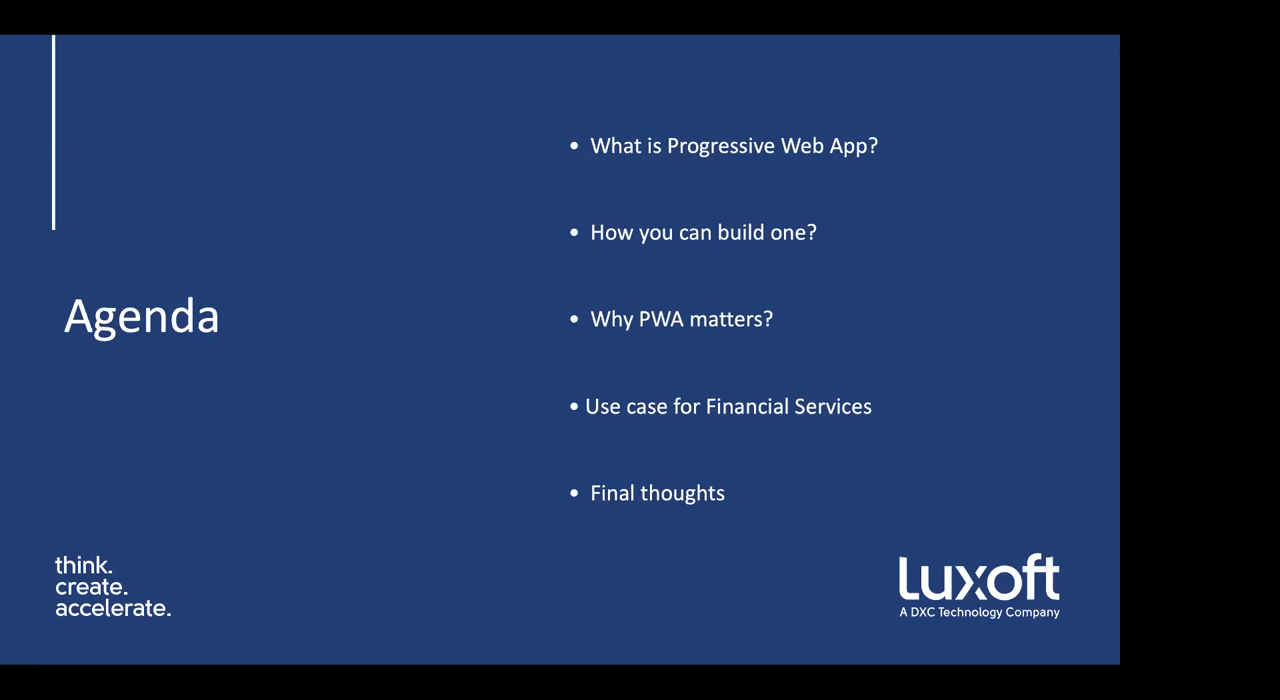 Agenda
• What is Progressive Web App?
• How you can build one?
• Why PWA matters?
• Use case for Financial Services
• Final thoughts
think.
create.
accelerate.
Luxoft
A DXC Technology Company